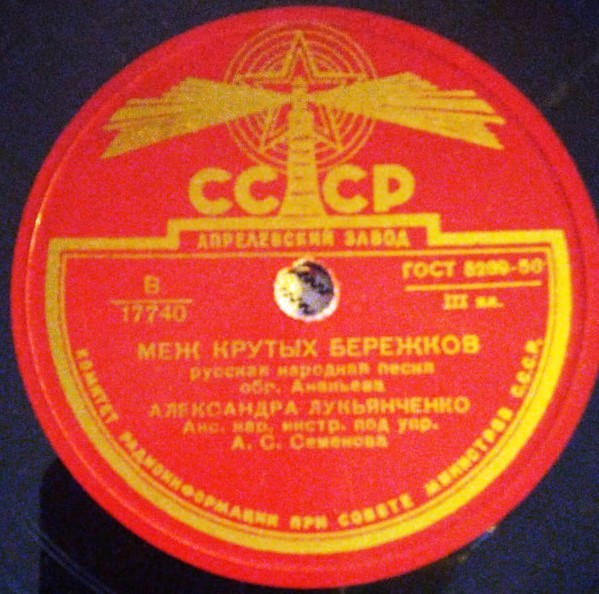 СССР
АПРЕЛЕВСКИЙ ЗАВОД
В
17740
ГОСТ 5289-50
III кл.
МЕЖ КРУТЫХ БЕРЕЖКОВ
русская народная песня
обр. Ананьева
АЛЕКСАНДРА ЛУКЬЯНЧЕНКО
Анс. нар. инстр. под упр.
А. С. Семенова
КОМИТЕТ РАДИОИНФОРМАЦИИ ПРИ СОВЕТЕ МИНИСТРОВ С.С.С.Р.